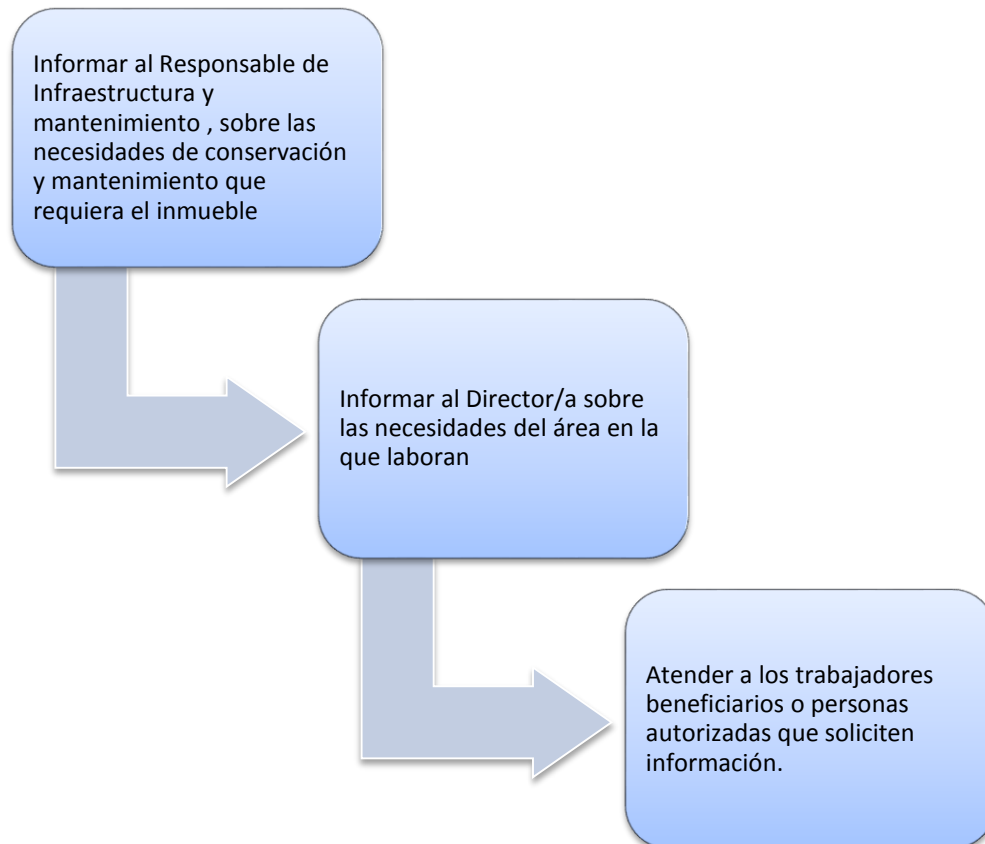 Informar al Responsable de
Infraestructura y
mantenimiento , sobre las
necesidades de conservación
y mantenimiento que
requiera el inmueble
Informar al Director/a sobre
las necesidades del área en la
que laboran
Atender a los trabajadores
beneficiarios o personas
autorizadas que soliciten
información.